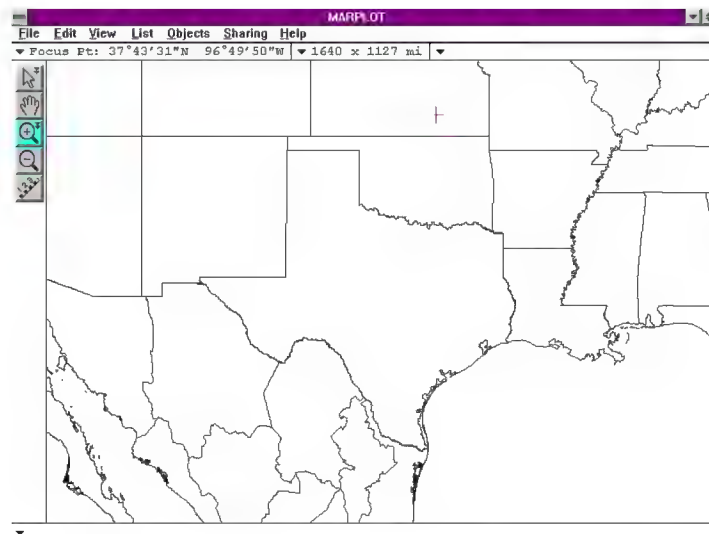 MARPLOT
File Edit View List Objects Sharing Help
Focus Pt: 37°43'31"N 96°49'50"W 1640 x 1127 mi